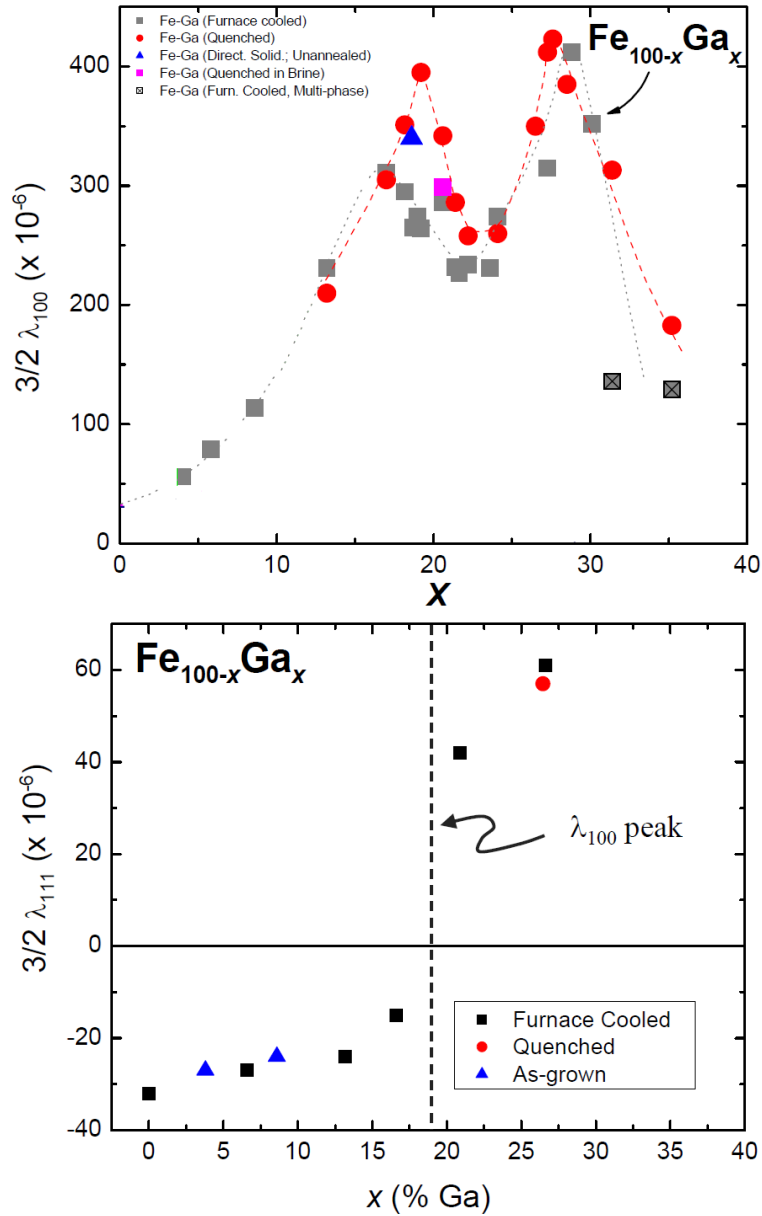 Fe-Ga (Furnace cooled)
Fe-Ga (Quenched)
Fe-Ga (Direct. Solid.; Unannealed)
Fe-Ga (Quenched in Brine)
Fe-Ga (Furn. Cooled, Multi-phase)
Fe100-xGax
400
300
200
100
0
3/2 λ100 (x 10-6)
0
10
20
30
40
X
Fe100-xGax
60
40
20
0
-20
-40
3/2 λ111 (x 10-6)
λ100 peak
Furnace Cooled
Quenched
As-grown
0
5
10
15
20
25
30
35
40
x (% Ga)